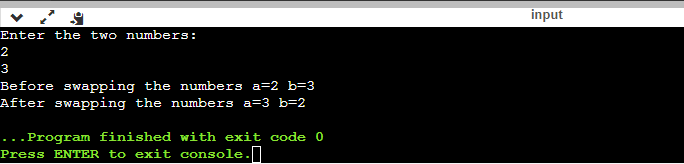 input
Enter the two numbers:
2
3
Before swapping the numbers a=2 b=3
After swapping the numbers a=3 b=2
...Program finished with exit code 0
Press ENTER to exit console.